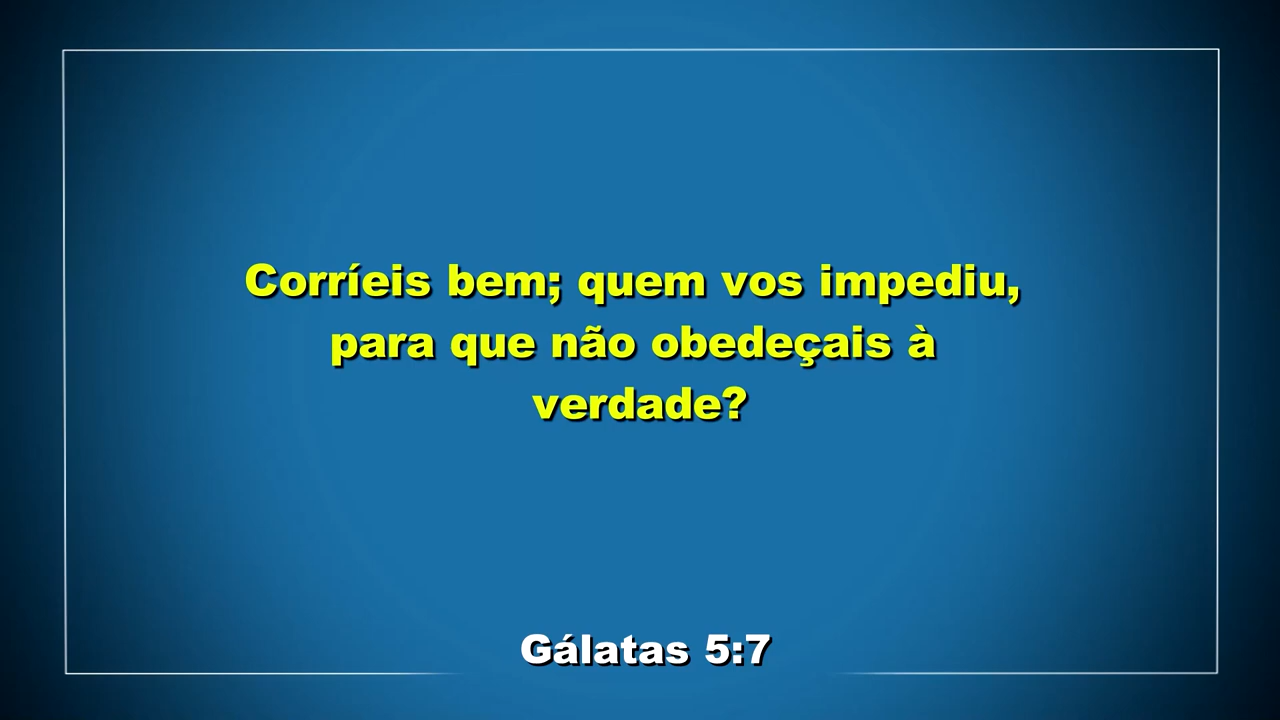 Corríeis bem; quem vos impediu,
para que não obedeçais à
verdade?
Gálatas 5:7